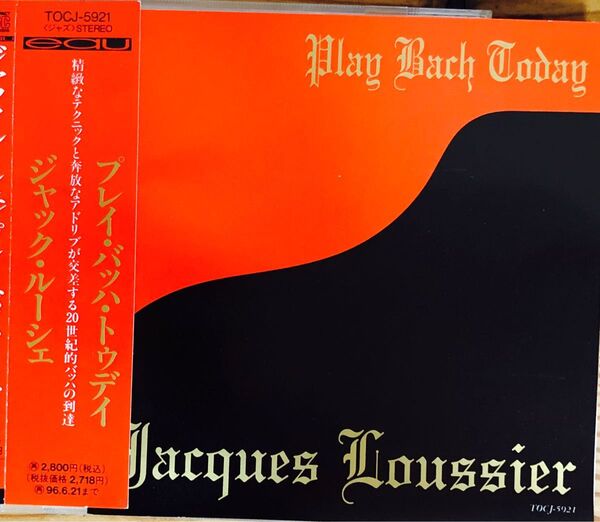 TOCJ-5921
〈ジャズ〉STEREO
eau
プレイ・バッハ・トゥデイ
精緻なテクニックと奔放なアドリブが交差する20世紀的バッハの到達
ジャック・ルーシェ
2,800円(税込)
(税抜価格2,718円)
96.6.21まで
Play Bach Today
Jacques Loussier
TOCJ-5921